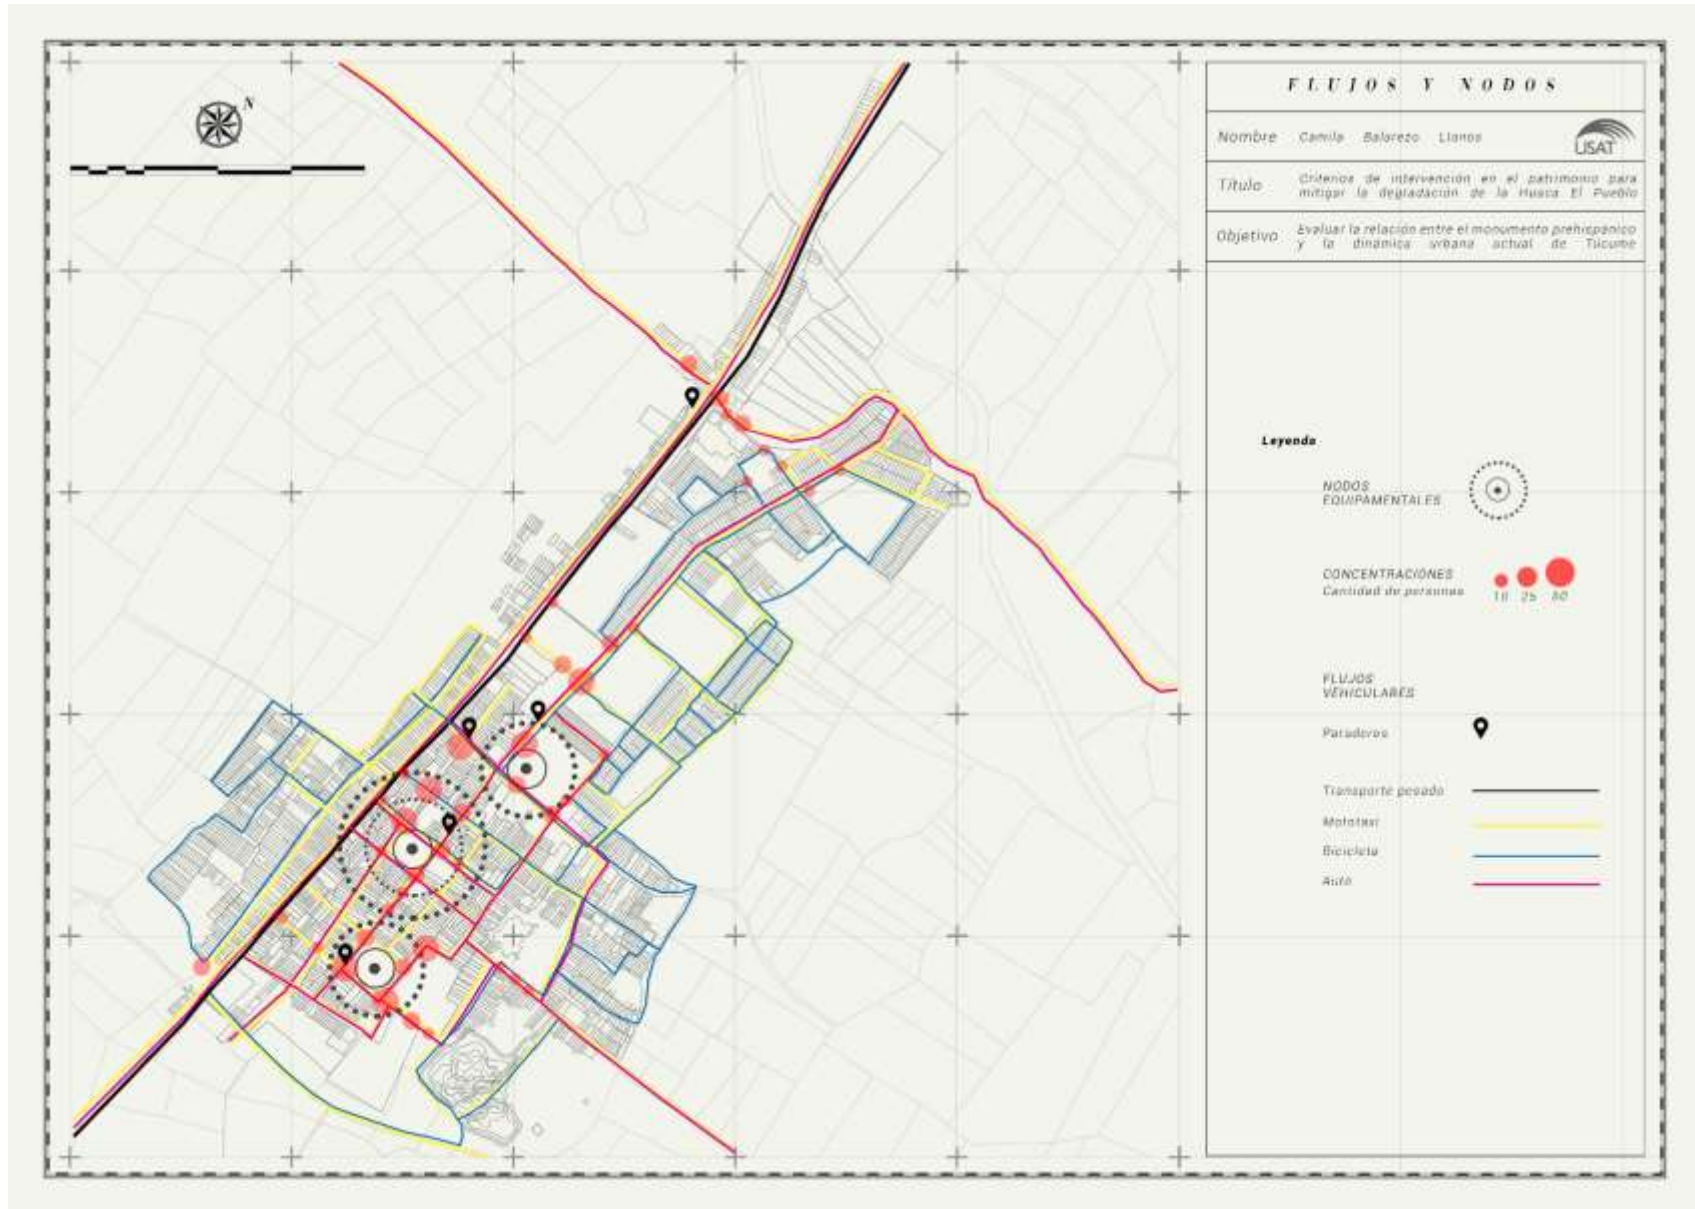 N
FLUJOS Y NODOS
Nombre Camila Balarezo Llanos
USAT
Título Criterios de intervención en el patrimonio para
mitigar la degradación de la Huaca El Pueblo
Objetivo Evaluar la relación entre el monumento prehispánico
y la dinámica urbana actual de Túcume
Leyenda
NODOS
EQUIPAMENTALES
CONCENTRACIONES
Cantidad de personas
10 25 50
FLUJOS
VEHICULARES
Paraderos
Transporte pesado
Mototaxi
Bicicleta
Auto